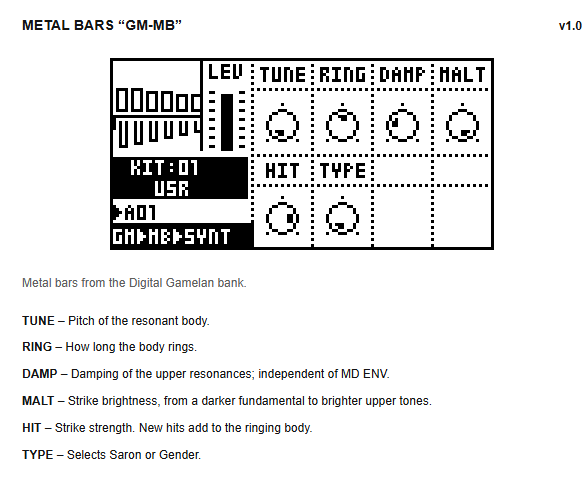 METAL BARS “GM-MB” v1.0
LEV TUNE RING DAMP MALT
KIT:01
USR
HIT TYPE
A01
GM▸MB▸SYNT
Metal bars from the Digital Gamelan bank.
TUNE – Pitch of the resonant body.
RING – How long the body rings.
DAMP – Damping of the upper resonances; independent of MD ENV.
MALT – Strike brightness, from a darker fundamental to brighter upper tones.
HIT – Strike strength. New hits add to the ringing body.
TYPE – Selects Saron or Gender.